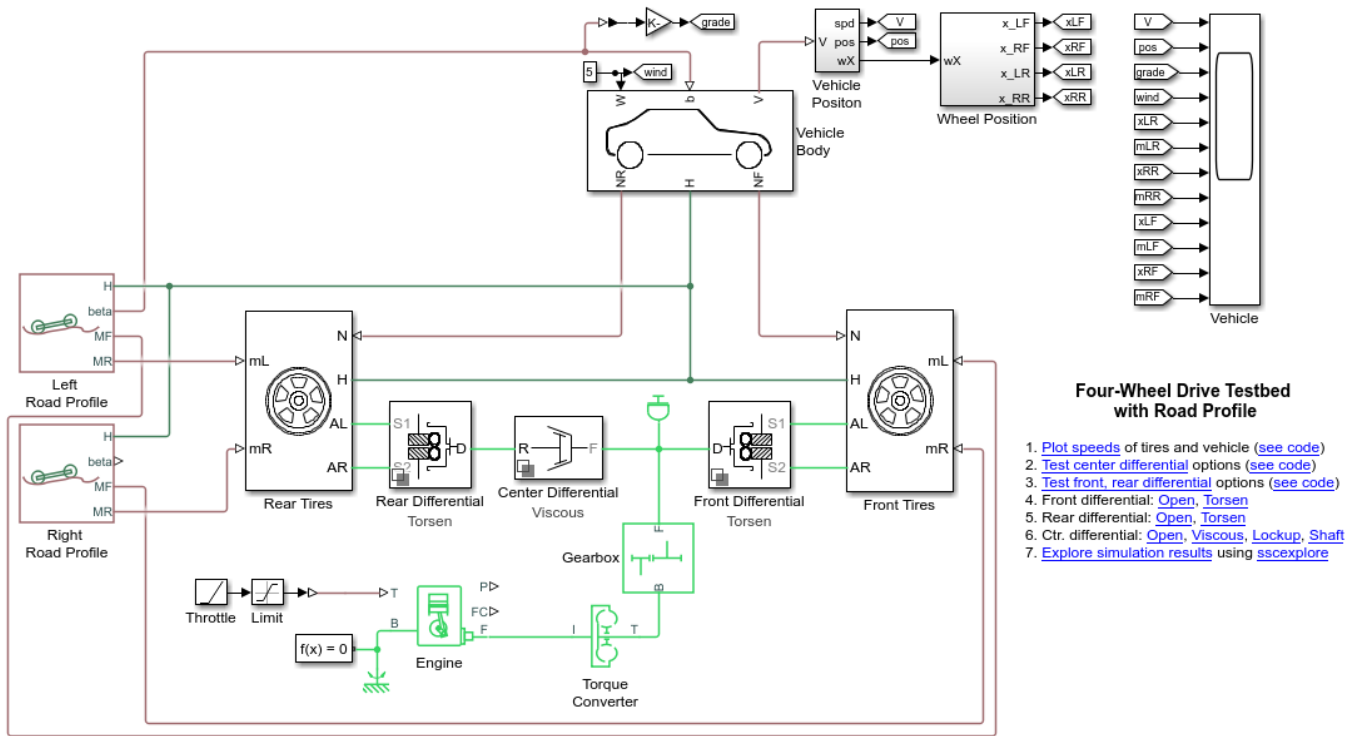 K-
grade
5
wind
W
b
V
Vehicle
Body
NR
H
NF
V
spd
pos
wX
Vehicle
Positon
V
pos
wX
x_LF
x_RF
x_LR
x_RR
Wheel Position
xLF
xRF
xLR
xRR
V
pos
grade
wind
xLR
mLR
xRR
mRR
xLF
mLF
xRF
mRF
Vehicle
H
beta
MF
MR
Left
Road Profile
H
beta
MF
MR
Right
Road Profile
mL
mR
N
H
AL
AR
Rear Tires
S1
S2
D
Rear Differential
Torsen
R
F
Center Differential
Viscous
D
S1
S2
Front Differential
Torsen
N
H
AL
AR
mL
mR
Front Tires
Gearbox
F
B
Throttle
Limit
T
P
FC
B
F
Engine
f(x) = 0
I
T
Torque
Converter
Four-Wheel Drive Testbed
with Road Profile
1. Plot speeds of tires and vehicle (see code)
2. Test center differential options (see code)
3. Test front, rear differential options (see code)
4. Front differential: Open, Torsen
5. Rear differential: Open, Torsen
6. Ctr. differential: Open, Viscous, Lockup, Shaft
7. Explore simulation results using sscexplore